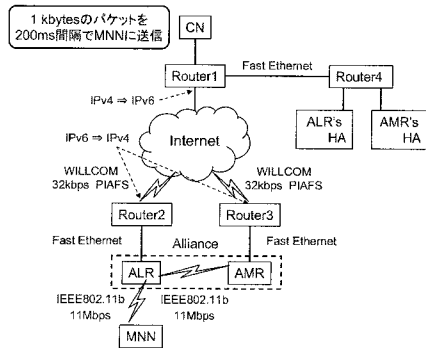 1 kbytesのパケットを
200ms間隔でMNNに送信
CN
Fast Ethernet
Router1
Router4
IPv4 ⇒ IPv6
ALR's
HA
AMR's
HA
IPv6 ⇒ IPv4
Internet
WILLCOM
32kbps PIAFS
WILLCOM
32kbps PIAFS
Router2
Router3
Fast Ethernet
Alliance
Fast Ethernet
ALR
AMR
IEEE802.11b
11Mbps
IEEE802.11b
11Mbps
MNN